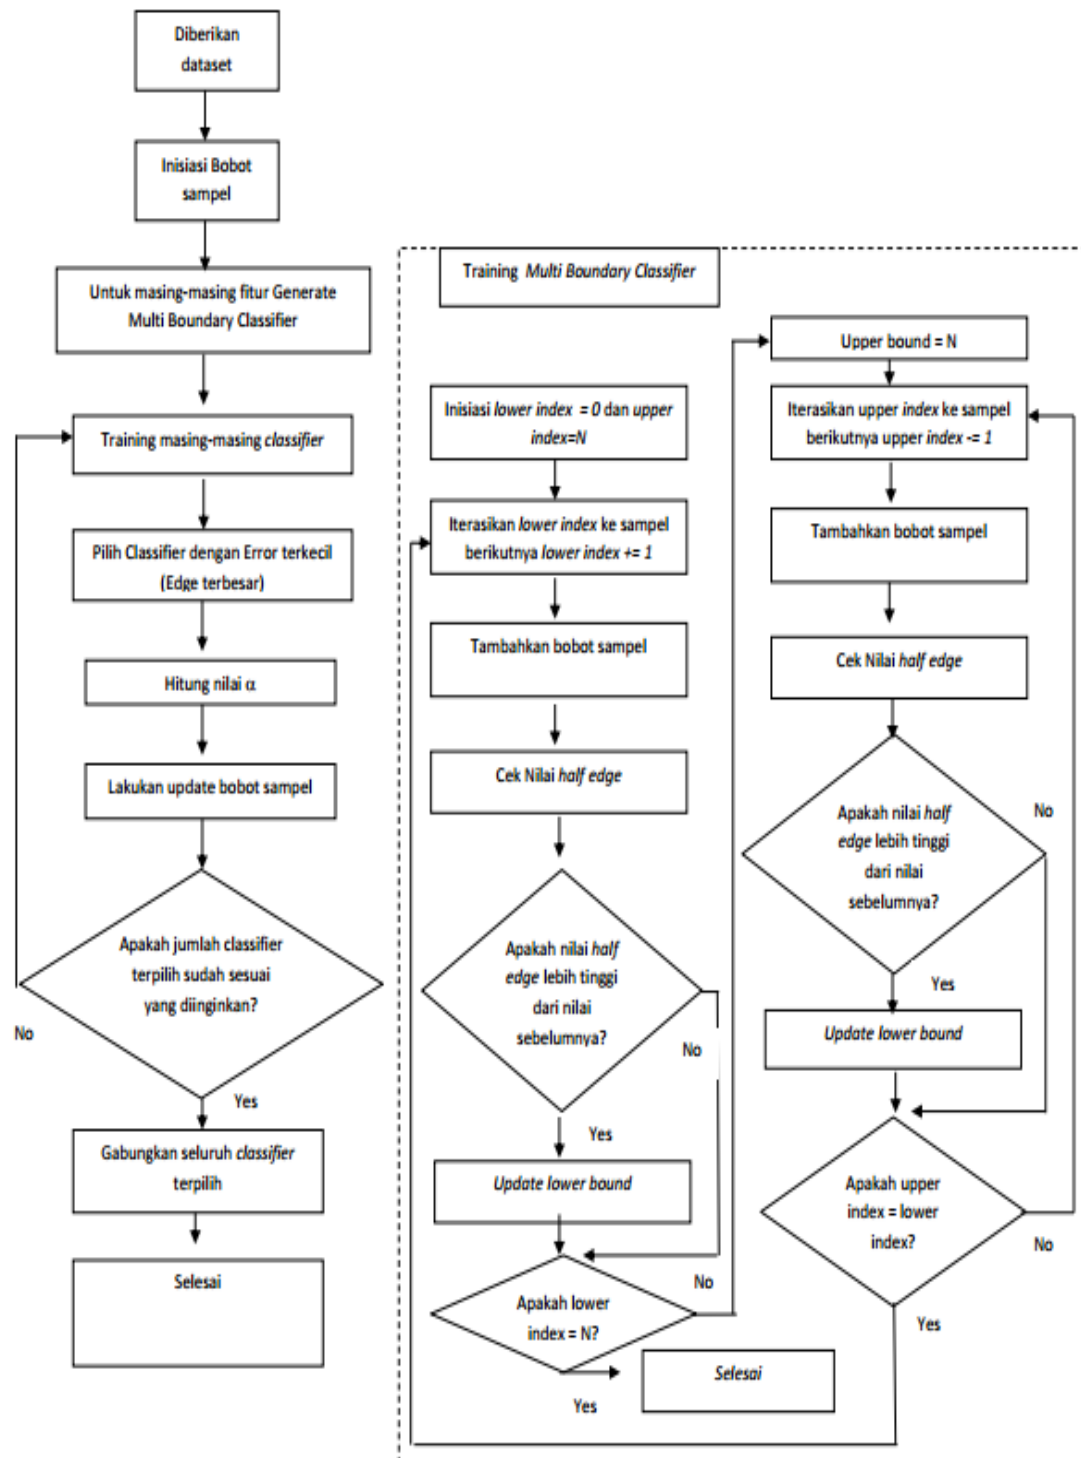 Diberikan
dataset
Inisiasi Bobot
sampel
Untuk masing-masing fitur Generate
Multi Boundary Classifier
Training masing-masing classifier
Pilih Classifier dengan Error terkecil
(Edge terbesar)
Hitung nilai α
Lakukan update bobot sampel
Apakah jumlah classifier
terpilih sudah sesuai
yang diinginkan?
No
Yes
Gabungkan seluruh classifier
terpilih
Selesai
Training Multi Boundary Classifier
Inisiasi lower index = 0 dan upper
index=N
Iterasikan lower index ke sampel
berikutnya lower index += 1
Tambahkan bobot sampel
Cek Nilai half edge
Apakah nilai half
edge lebih tinggi
dari nilai
sebelumnya?
No
Yes
Update lower bound
No
Apakah lower
index = N?
Yes
Selesai
Upper bound = N
Iterasikan upper index ke sampel
berikutnya upper index -= 1
Tambahkan bobot sampel
Cek Nilai half edge
Apakah nilai half
edge lebih tinggi
dari nilai
sebelumnya?
No
Yes
Update lower bound
Apakah upper
index = lower
index?
No
Yes